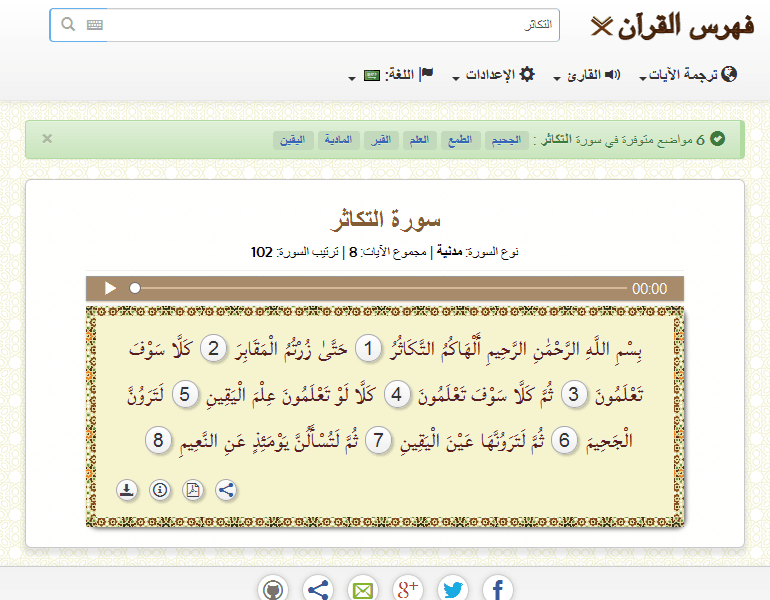 فهرس القرآن
التكاثر
ترجمة الآيات القارئ الإعدادات اللغة:
6 مواضيع متوفرة في سورة التكاثر : الجحيم الطمع العلم القبر المادية اليقين ×
سورة التكاثر
نوع السورة: مدنية | مجموع الآيات: 8 | ترتيب السورة: 102
00:00
بِسْمِ اللَّهِ الرَّحْمَٰنِ الرَّحِيمِ أَلْهَاكُمُ التَّكَاثُرُ 1 حَتَّىٰ زُرْتُمُ الْمَقَابِرَ 2 كَلَّا سَوْفَ
تَعْلَمُونَ 3 ثُمَّ كَلَّا سَوْفَ تَعْلَمُونَ 4 كَلَّا لَوْ تَعْلَمُونَ عِلْمَ الْيَقِينِ 5 لَتَرَوُنَّ
الْجَحِيمَ 6 ثُمَّ لَتَرَوُنَّهَا عَيْنَ الْيَقِينِ 7 ثُمَّ لَتُسْأَلُنَّ يَوْمَئِذٍ عَنِ النَّعِيمِ 8